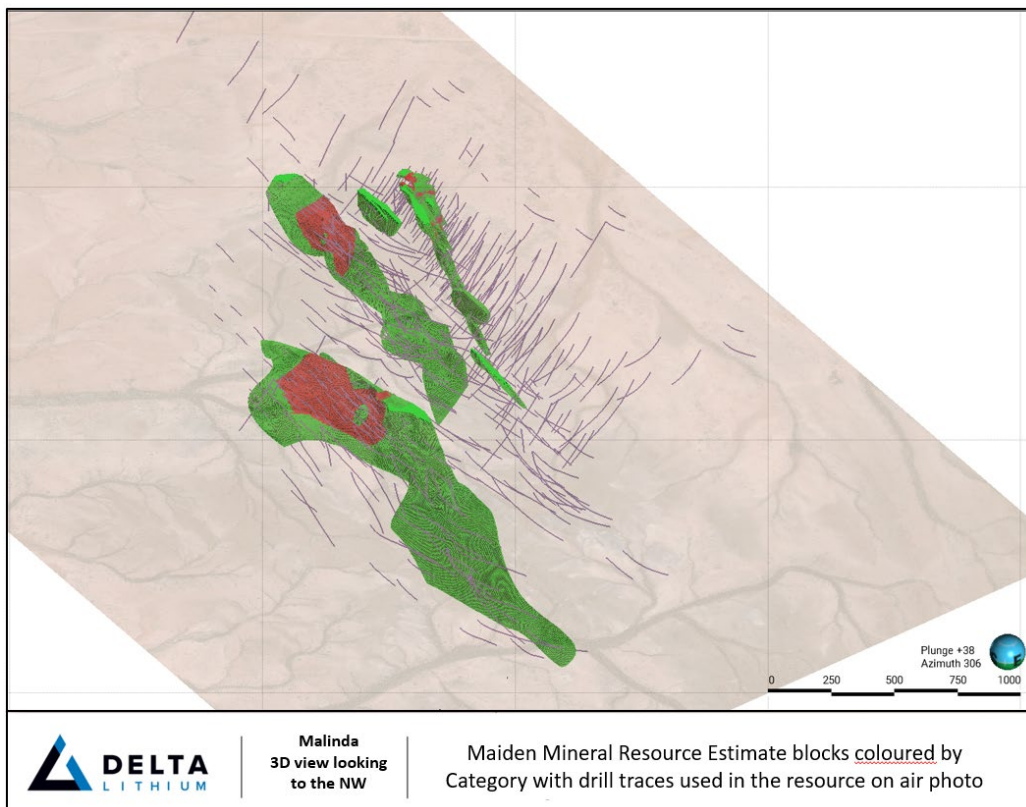 Plunge +38
Azimuth 306
0 250 500 750 1000
DELTA
LITHIUM
Malinda
3D view looking
to the NW
Maiden Mineral Resource Estimate blocks coloured by
Category with drill traces used in the resource on air photo